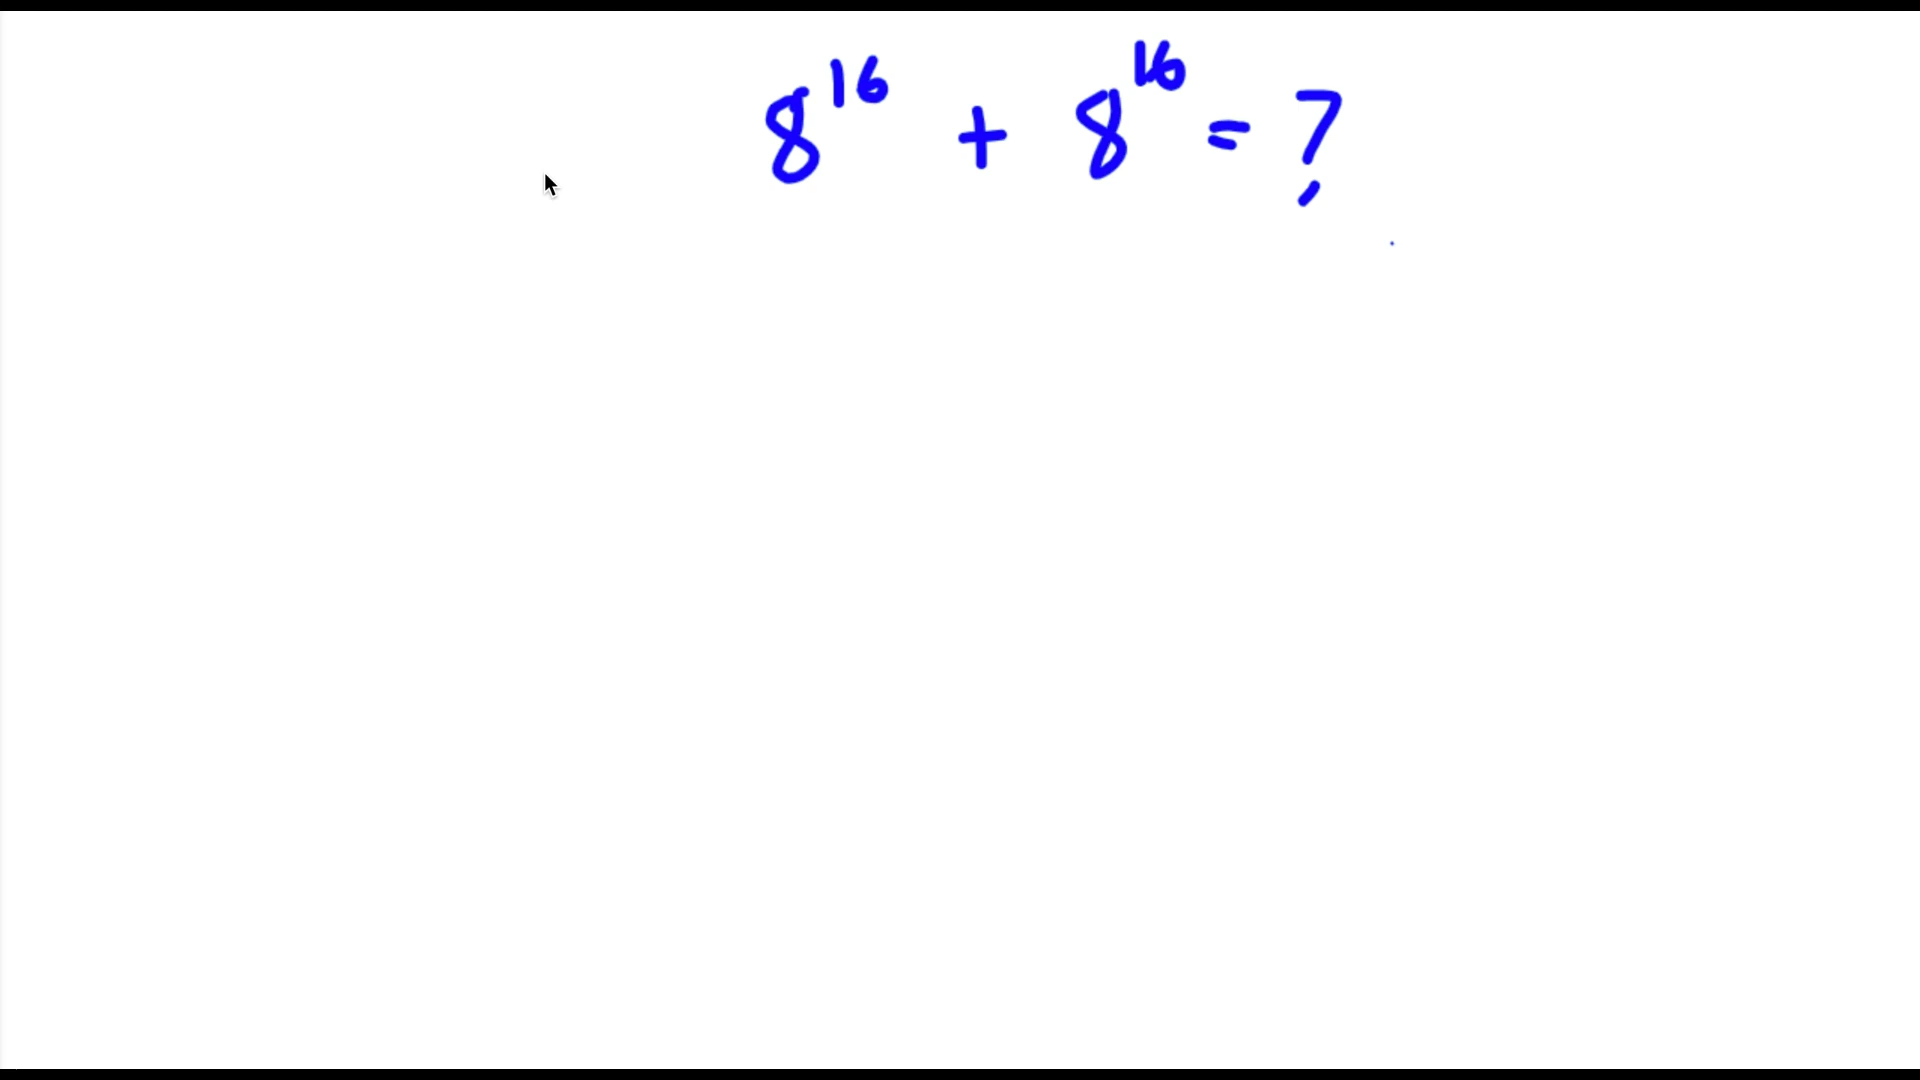 8^16 + 8^16 = ?